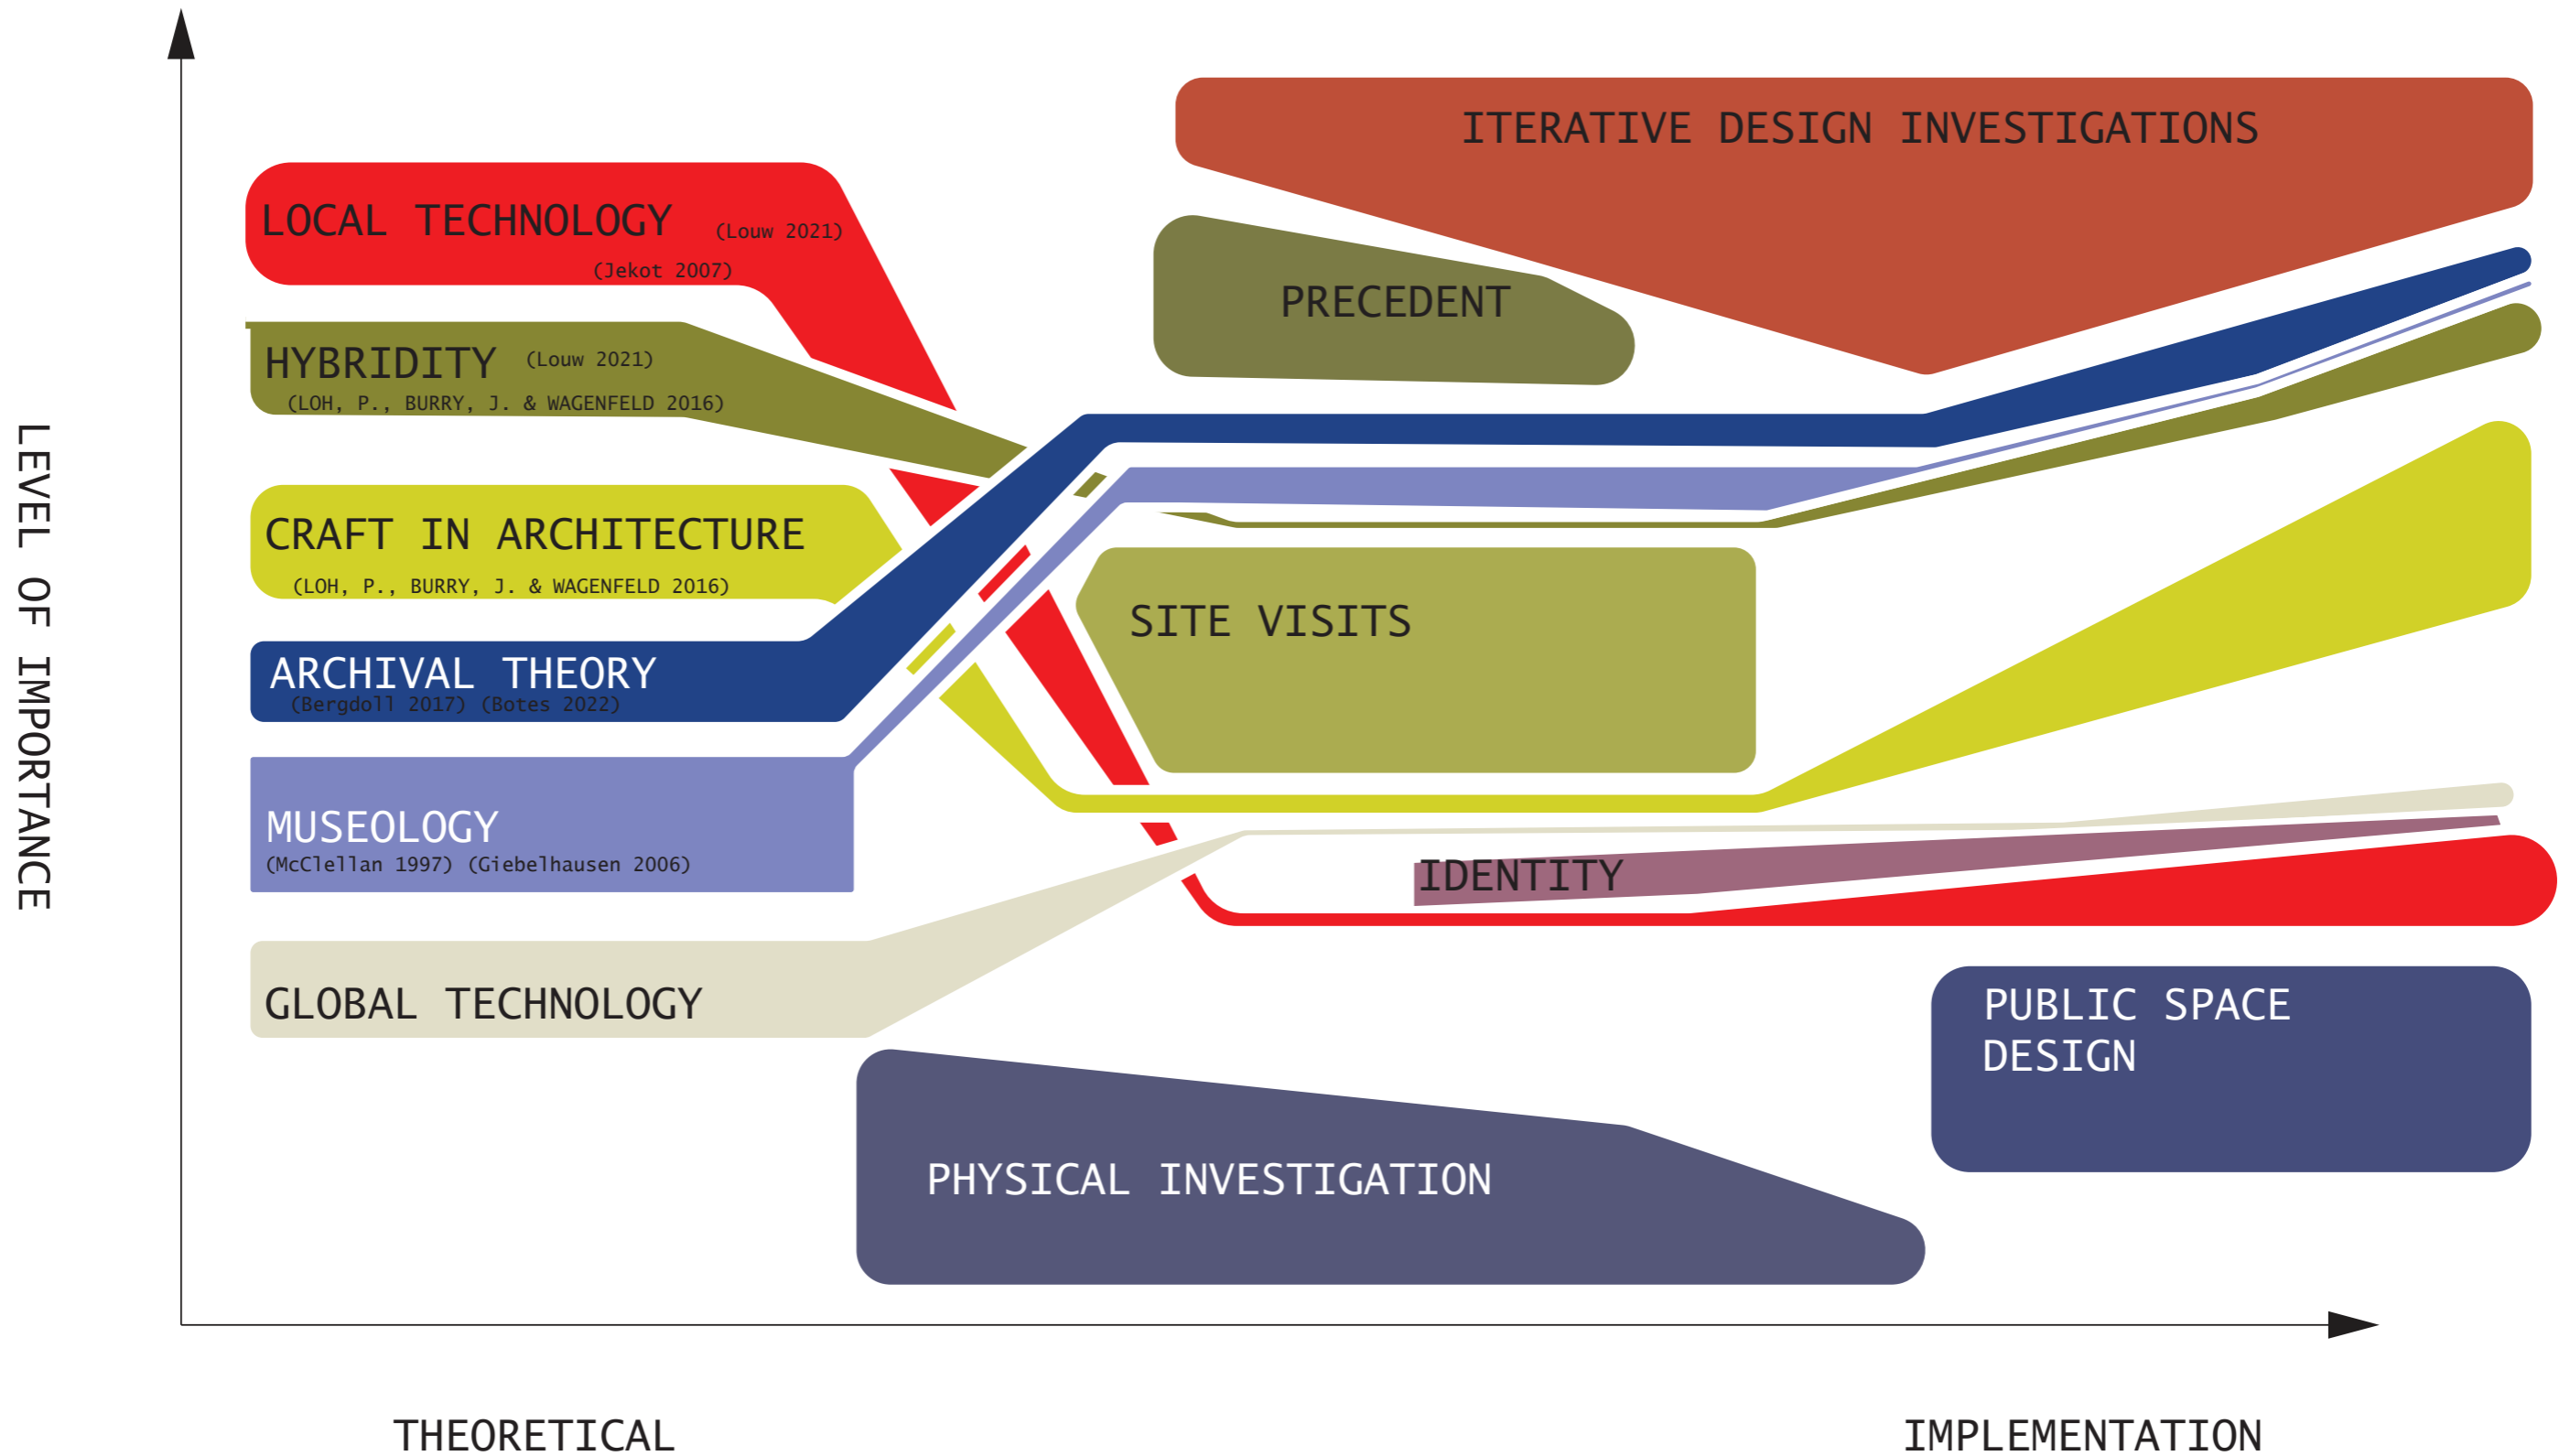 ITERATIVE DESIGN INVESTIGATIONS
LOCAL TECHNOLOGY (Louw 2021)
(Jekot 2007)
PRECEDENT
HYBRIDITY (Louw 2021)
(LOH, P., BURRY, J. & WAGENFELD 2016)
CRAFT IN ARCHITECTURE
(LOH, P., BURRY, J. & WAGENFELD 2016)
SITE VISITS
ARCHIVAL THEORY
(Bergdoll 2017) (Botes 2022)
MUSEOLOGY
(McClellan 1997) (Giebelhausen 2006)
IDENTITY
GLOBAL TECHNOLOGY
PUBLIC SPACE
DESIGN
PHYSICAL INVESTIGATION
LEVEL OF IMPORTANCE
THEORETICAL
IMPLEMENTATION